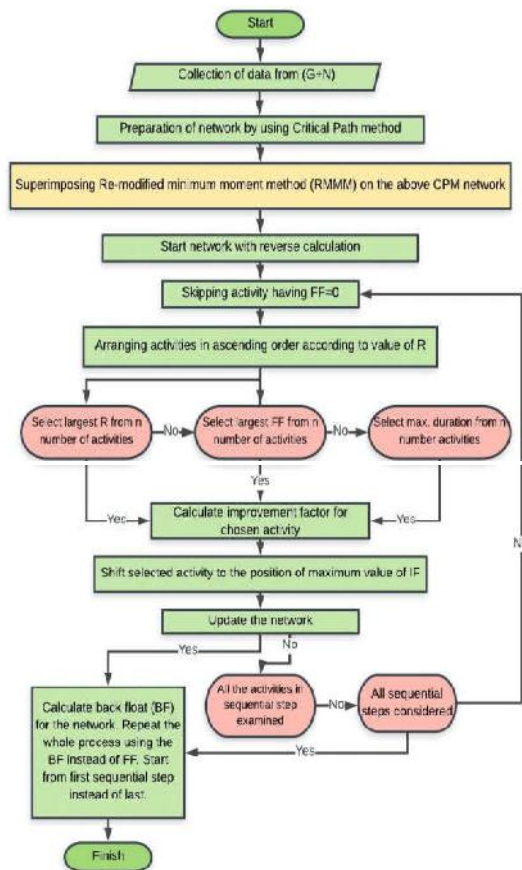 Start
Collection of data from (G+N)
Preparation of network by using Critical Path method
Superimposing Re-modified minimum moment method (RMMM) on the above CPM network
Start network with reverse calculation
Skipping activity having FF=0
Arranging activities in ascending order according to value of R
Select largest R from n
number of activities
No
Select largest FF from n
number of activities
No
Select max. duration from n
number activities
Yes
Yes
Yes
Calculate improvement factor for
chosen activity
N
Shift selected activity to the position of maximum value of IF
Update the network
Yes
No
All the activities in
sequential step
examined
No
All sequential
steps considered
Yes
Calculate back float (BF)
for the network. Repeat the
whole process using the
BF instead of FF. Start
from first sequential step
instead of last.
Finish